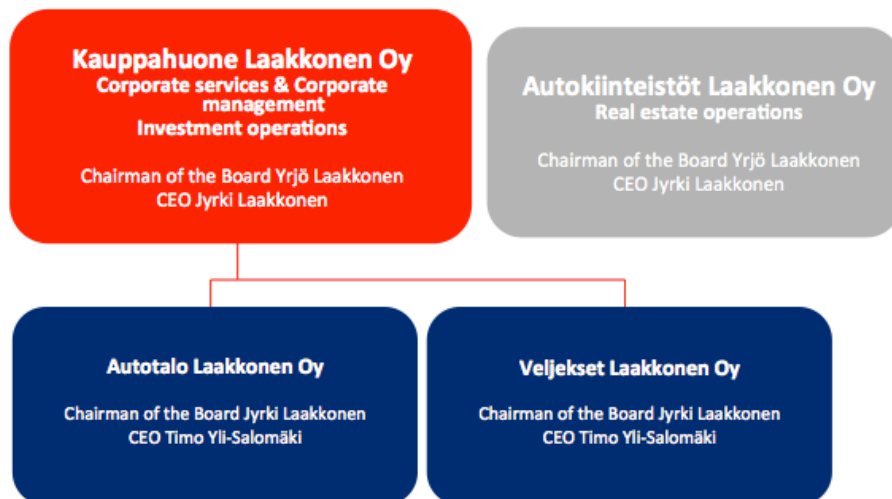 Kauppahuone Laakkonen Oy
Corporate services & Corporate
management
Investment operations
Chairman of the Board Yrjö Laakkonen
CEO Jyrki Laakkonen
Autokiinteistöt Laakkonen Oy
Real estate operations
Chairman of the Board Yrjö Laakkonen
CEO Jyrki Laakkonen
Autotalo Laakkonen Oy
Chairman of the Board Jyrki Laakkonen
CEO Timo Yli-Salomäki
Veljekset Laakkonen Oy
Chairman of the Board Jyrki Laakkonen
CEO Timo Yli-Salomäki